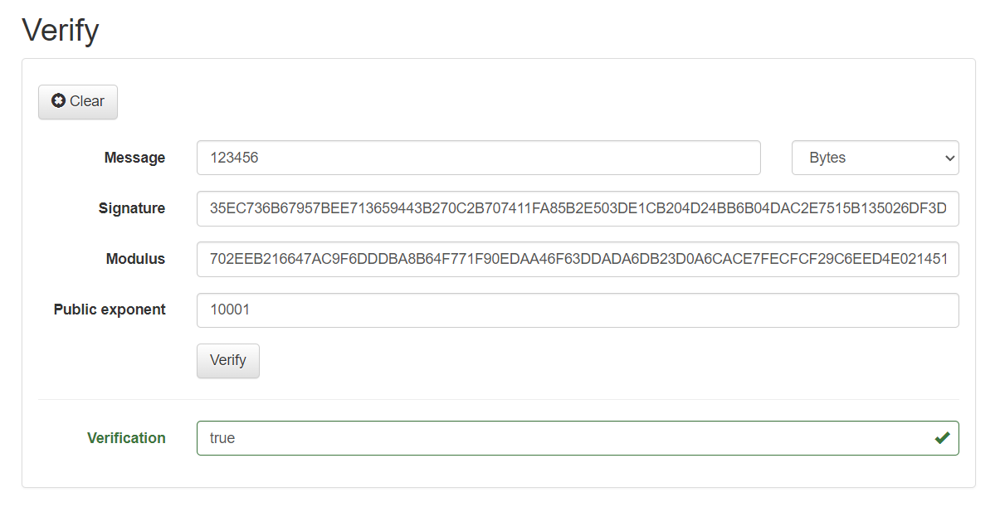 Verify
Clear
Message 123456 Bytes
Signature 35EC736B67957BEE713659443B270C2B707411FA85B2E503DE1CB204D24BB6B04DAC2E7515B135026DF3D
Modulus 702EEB216647AC9F6DDDBA8B64F771F90EDAA46F63DDADA6DB23D0A6CACE7FECFCF29C6EED4E021451
Public exponent 10001
Verify
Verification true